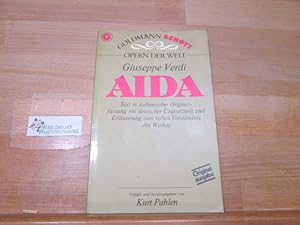 GOLDMANN SCHOTT
OPERN DER WELT
Giuseppe Verdi
AIDA
Text in italienischer Original-
fassung mit deutscher Übersetzung und
Erläuterung zum vollen Verständnis
des Werkes
Original
ausgabe
Verfaßt und herausgegeben von
Kurt Pahlen